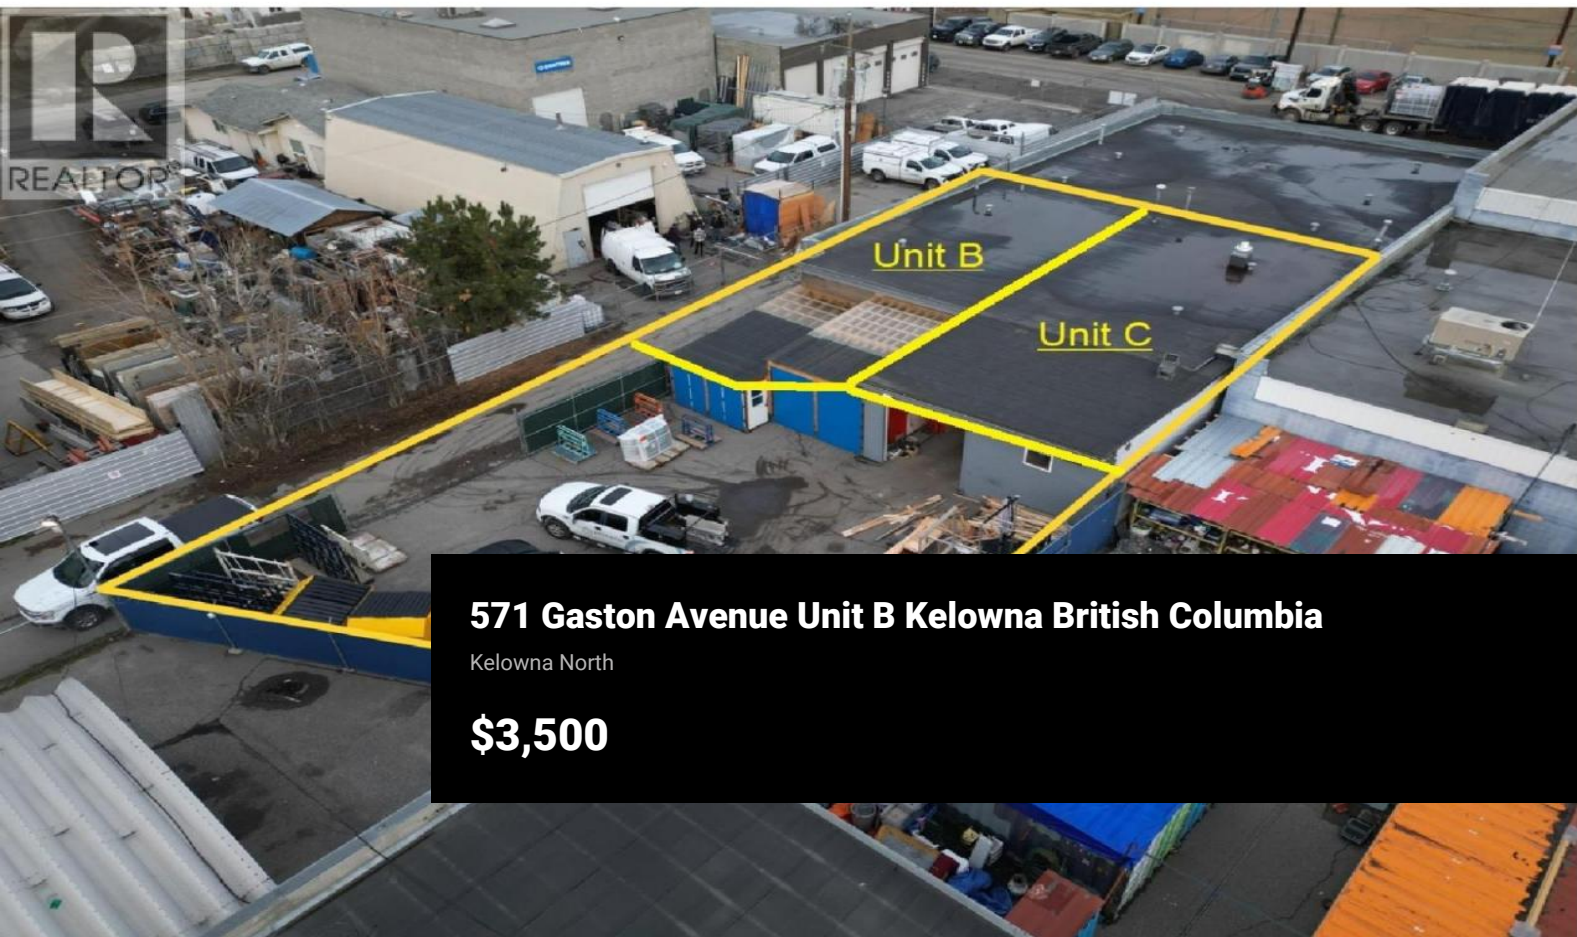 REALTOR
Unit B
Unit C
571 Gaston Avenue Unit B Kelowna British Columbia
Kelowna North
$3,500